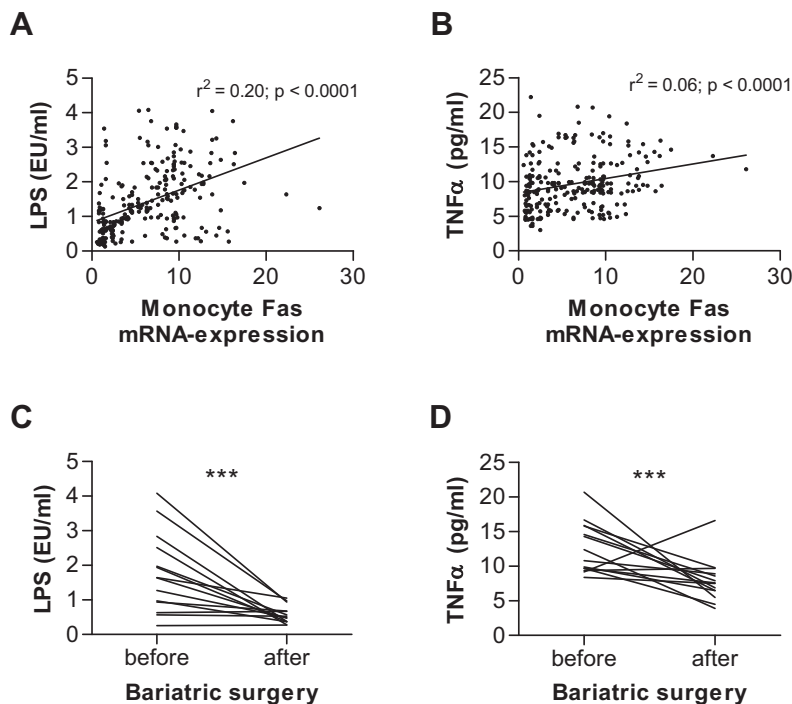 A
LPS (EU/ml)
5
4
3
2
1
0
r² = 0.20; p < 0.0001
0 10 20 30
Monocyte Fas
mRNA-expression
B
TNFα (pg/ml)
25
20
15
10
5
0
r² = 0.06; p < 0.0001
0 10 20 30
Monocyte Fas
mRNA-expression
C
LPS (EU/ml)
5
4
3
2
1
0
***
before after
Bariatric surgery
D
TNFα (pg/ml)
25
20
15
10
5
0
***
before after
Bariatric surgery